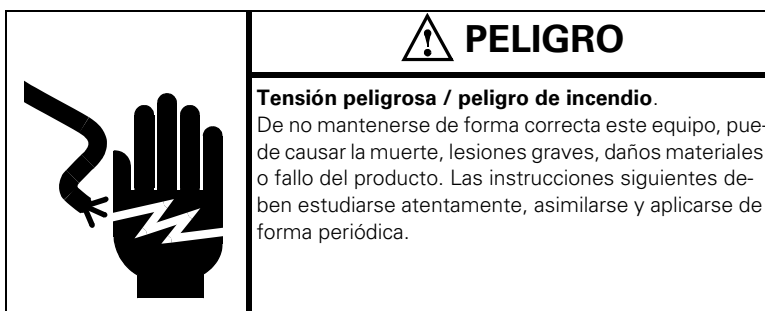 PELIGRO
Tensión peligrosa / peligro de incendio.
De no mantenerse de forma correcta este equipo, pue-
de causar la muerte, lesiones graves, daños materiales
o fallo del producto. Las instrucciones siguientes de-
ben estudiarse atentamente, asimilarse y aplicarse de
forma periódica.